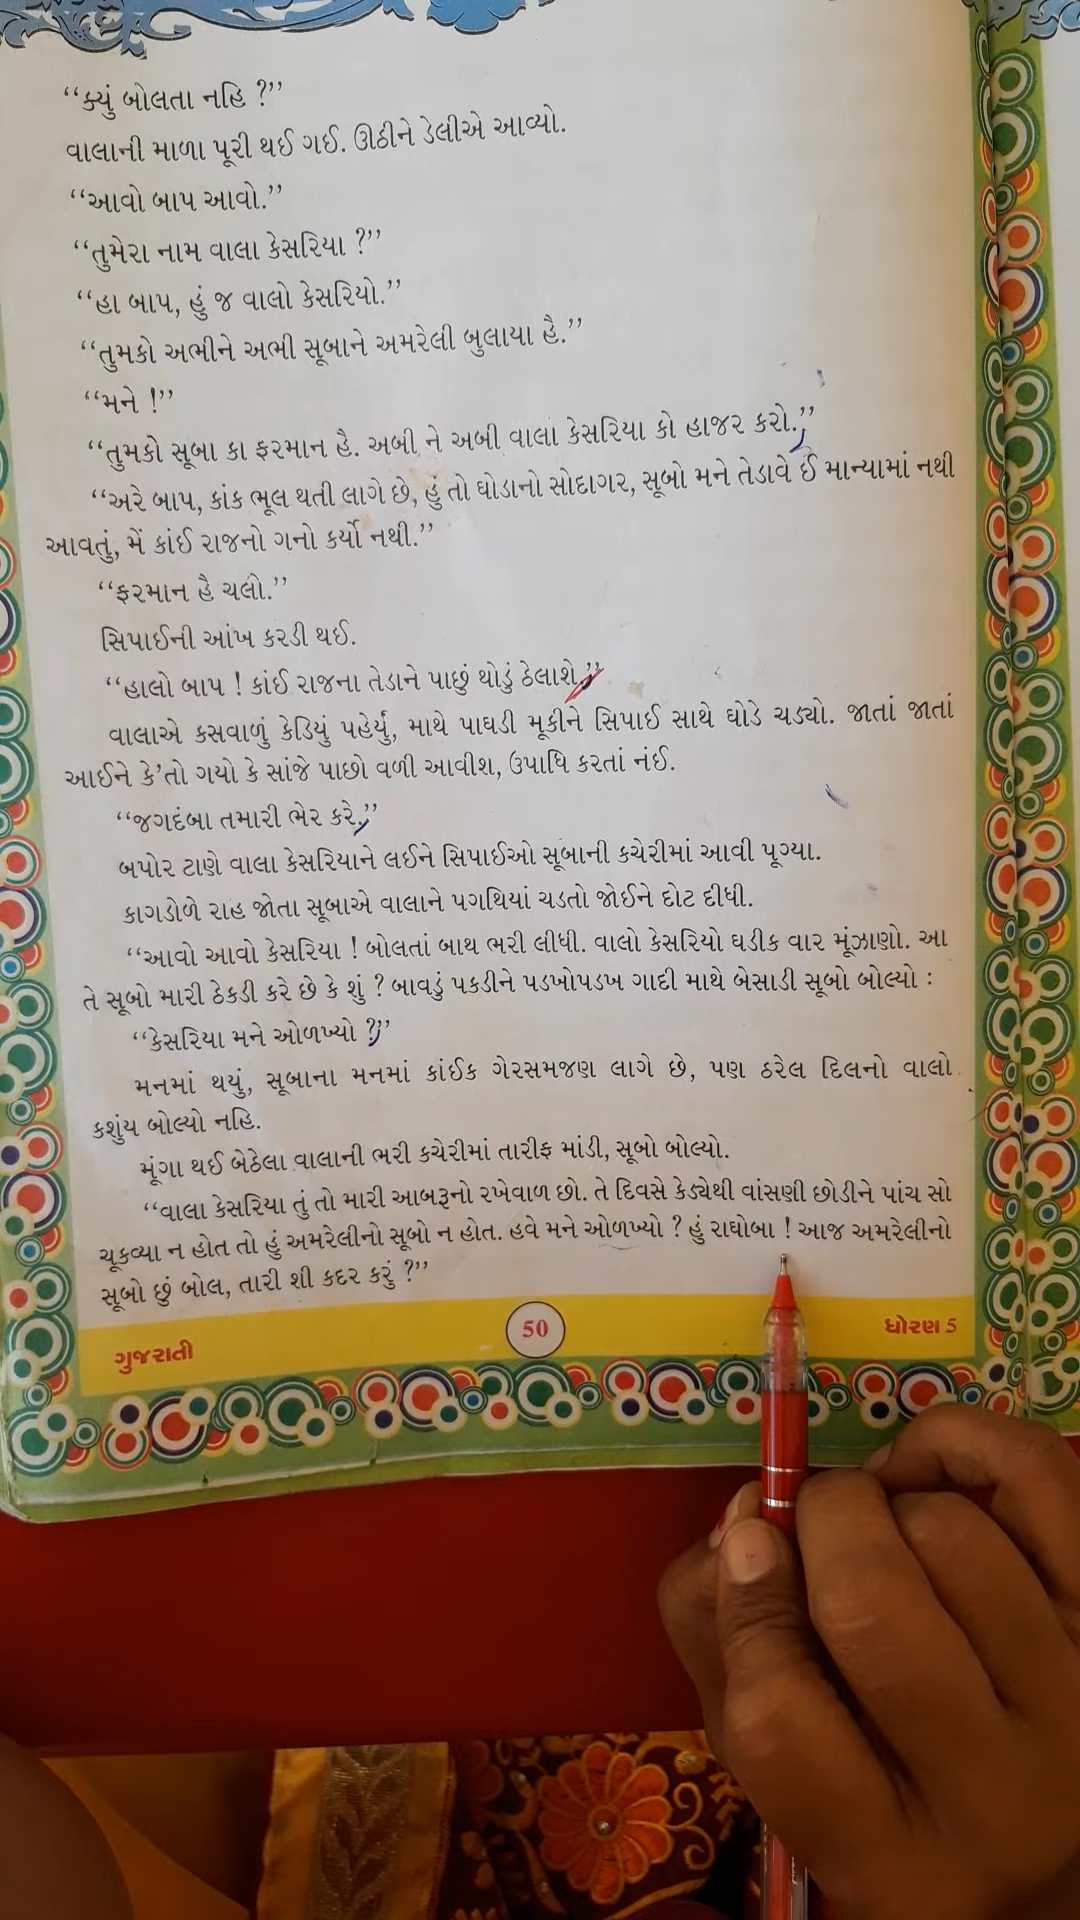 “ક્યું બોલતા નહિ ?”
વાલાની માળા પૂરી થઈ ગઈ. ઊઠીને ડેલીએ આવ્યો.
“આવો બાપ આવો.”
“તુમેરા નામ વાલા કેસરિયા ?”
“હા બાપ, હું જ વાલો કેસરિયો.”
“તુમકો અભીને અભી સૂબાને અમરેલી બુલાયા હૈ.”
“મને !”
“તુમકો સૂબા કા ફરમાન હૈ. અબી ને અબી વાલા કેસરિયા કો હાજર કરો.”
“અરે બાપ, કાંક ભૂલ થતી લાગે છે, હું તો ઘોડાનો સોદાગર, સૂબો મને તેડાવે ઈ માન્યામાં નથી
આવતું, મેં કાંઈ રાજનો ગનો કર્યો નથી.”
“ફરમાન હૈ ચલો.”
સિપાઈની આંખ કરડી થઈ.
“હાલો બાપ ! કાંઈ રાજના તેડાને પાછું થોડું ઠેલાશે.”
વાલાએ કસવાળું કેડિયું પહેર્યું, માથે પાઘડી મૂકીને સિપાઈ સાથે ઘોડે ચડ્યો. જાતાં જાતાં
આઈને કે’તો ગયો કે સાંજે પાછો વળી આવીશ, ઉપાધિ કરતાં નંઈ.
“જગદંબા તમારી ભેર કરે.”
બપોર ટાણે વાલા કેસરિયાને લઈને સિપાઈઓ સૂબાની કચેરીમાં આવી પૂગ્યા.
કાગડોળે રાહ જોતા સૂબાએ વાલાને પગથિયાં ચડતો જોઈને દોટ દીધી.
“આવો આવો કેસરિયા ! બોલતાં બાથ ભરી લીધી. વાલો કેસરિયો ઘડીક વાર મૂંઝાણો. આ
તે સૂબો મારી ઠેકડી કરે છે કે શું ? બાવડું પકડીને પડખોપડખ ગાદી માથે બેસાડી સૂબો બોલ્યો :
“કેસરિયા મને ઓળખ્યો ?”
મનમાં થયું, સૂબાના મનમાં કાંઈક ગેરસમજણ લાગે છે, પણ ઠરેલ દિલનો વાલો
કશુંય બોલ્યો નહિ.
મૂંગા થઈ બેઠેલા વાલાની ભરી કચેરીમાં તારીફ માંડી, સૂબો બોલ્યો.
“વાલા કેસરિયા તું તો મારી આબરૂનો રખેવાળ છો. તે દિવસે કેડ્યેથી વાંસણી છોડીને પાંચ સો
ચૂકવ્યા ન હોત તો હું અમરેલીનો સૂબો ન હોત. હવે મને ઓળખ્યો ? હું રાઘોબા ! આજ અમરેલીનો
સૂબો છું બોલ, તારી શી કદર કરું ?”
ગુજરાતી
50
ધોરણ 5